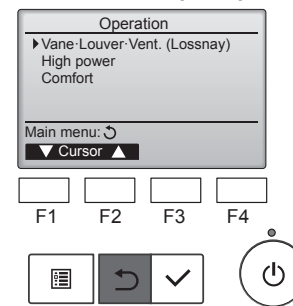 Operation
Vane·Louver·Vent. (Lossnay)
High power
Comfort
Main menu:
Cursor
F1 F2 F3 F4